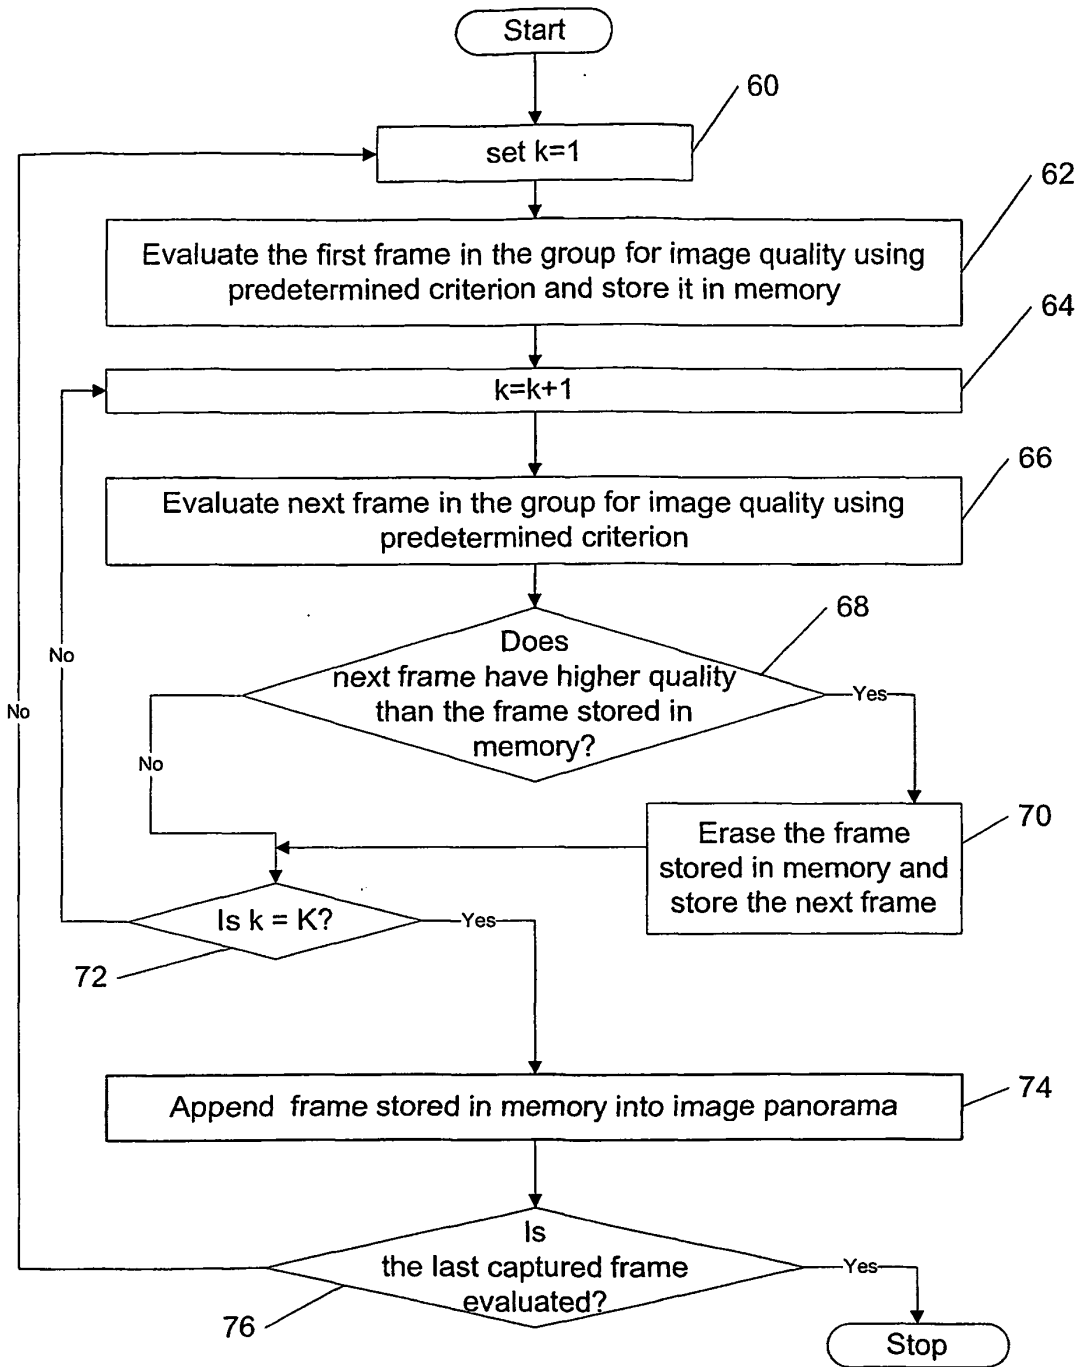 Start
60
set k=1
62
Evaluate the first frame in the group for image quality using
predetermined criterion and store it in memory
64
k=k+1
66
Evaluate next frame in the group for image quality using
predetermined criterion
68
Does
next frame have higher quality
than the frame stored in
memory?
Yes
No
No
No
70
Erase the frame
stored in memory and
store the next frame
Is k = K?
Yes
72
74
Append frame stored in memory into image panorama
Is
the last captured frame
evaluated?
Yes
76
Stop